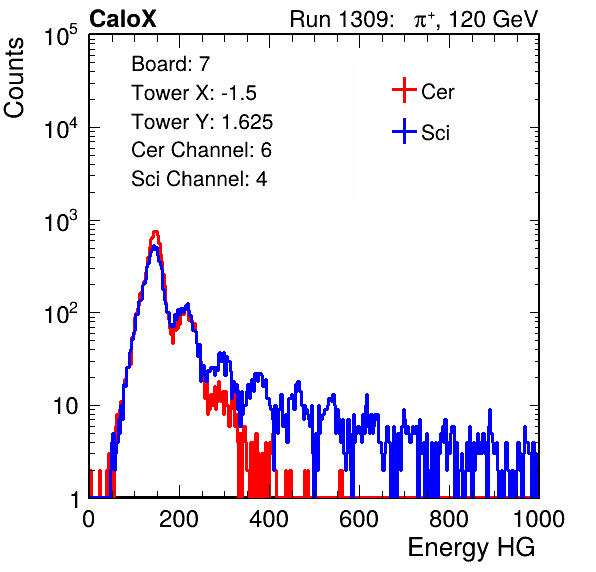 CaloX Run 1309: π⁺, 120 GeV
Counts
10⁵
10⁴
10³
10²
10
1
Board: 7
Tower X: -1.5
Tower Y: 1.625
Cer Channel: 6
Sci Channel: 4
Cer
Sci
0 200 400 600 800 1000
Energy HG